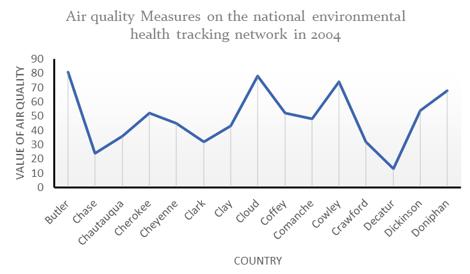 Air quality Measures on the national environmental
health tracking network in 2004
VALUE OF AIR QUALITY
90
80
70
60
50
40
30
20
10
0
Butler
Chase
Chautauqua
Cherokee
Cheyenne
Clark
Clay
Cloud
Coffey
Comanche
Cowley
Crawford
Decatur
Dickinson
Doniphan
COUNTRY